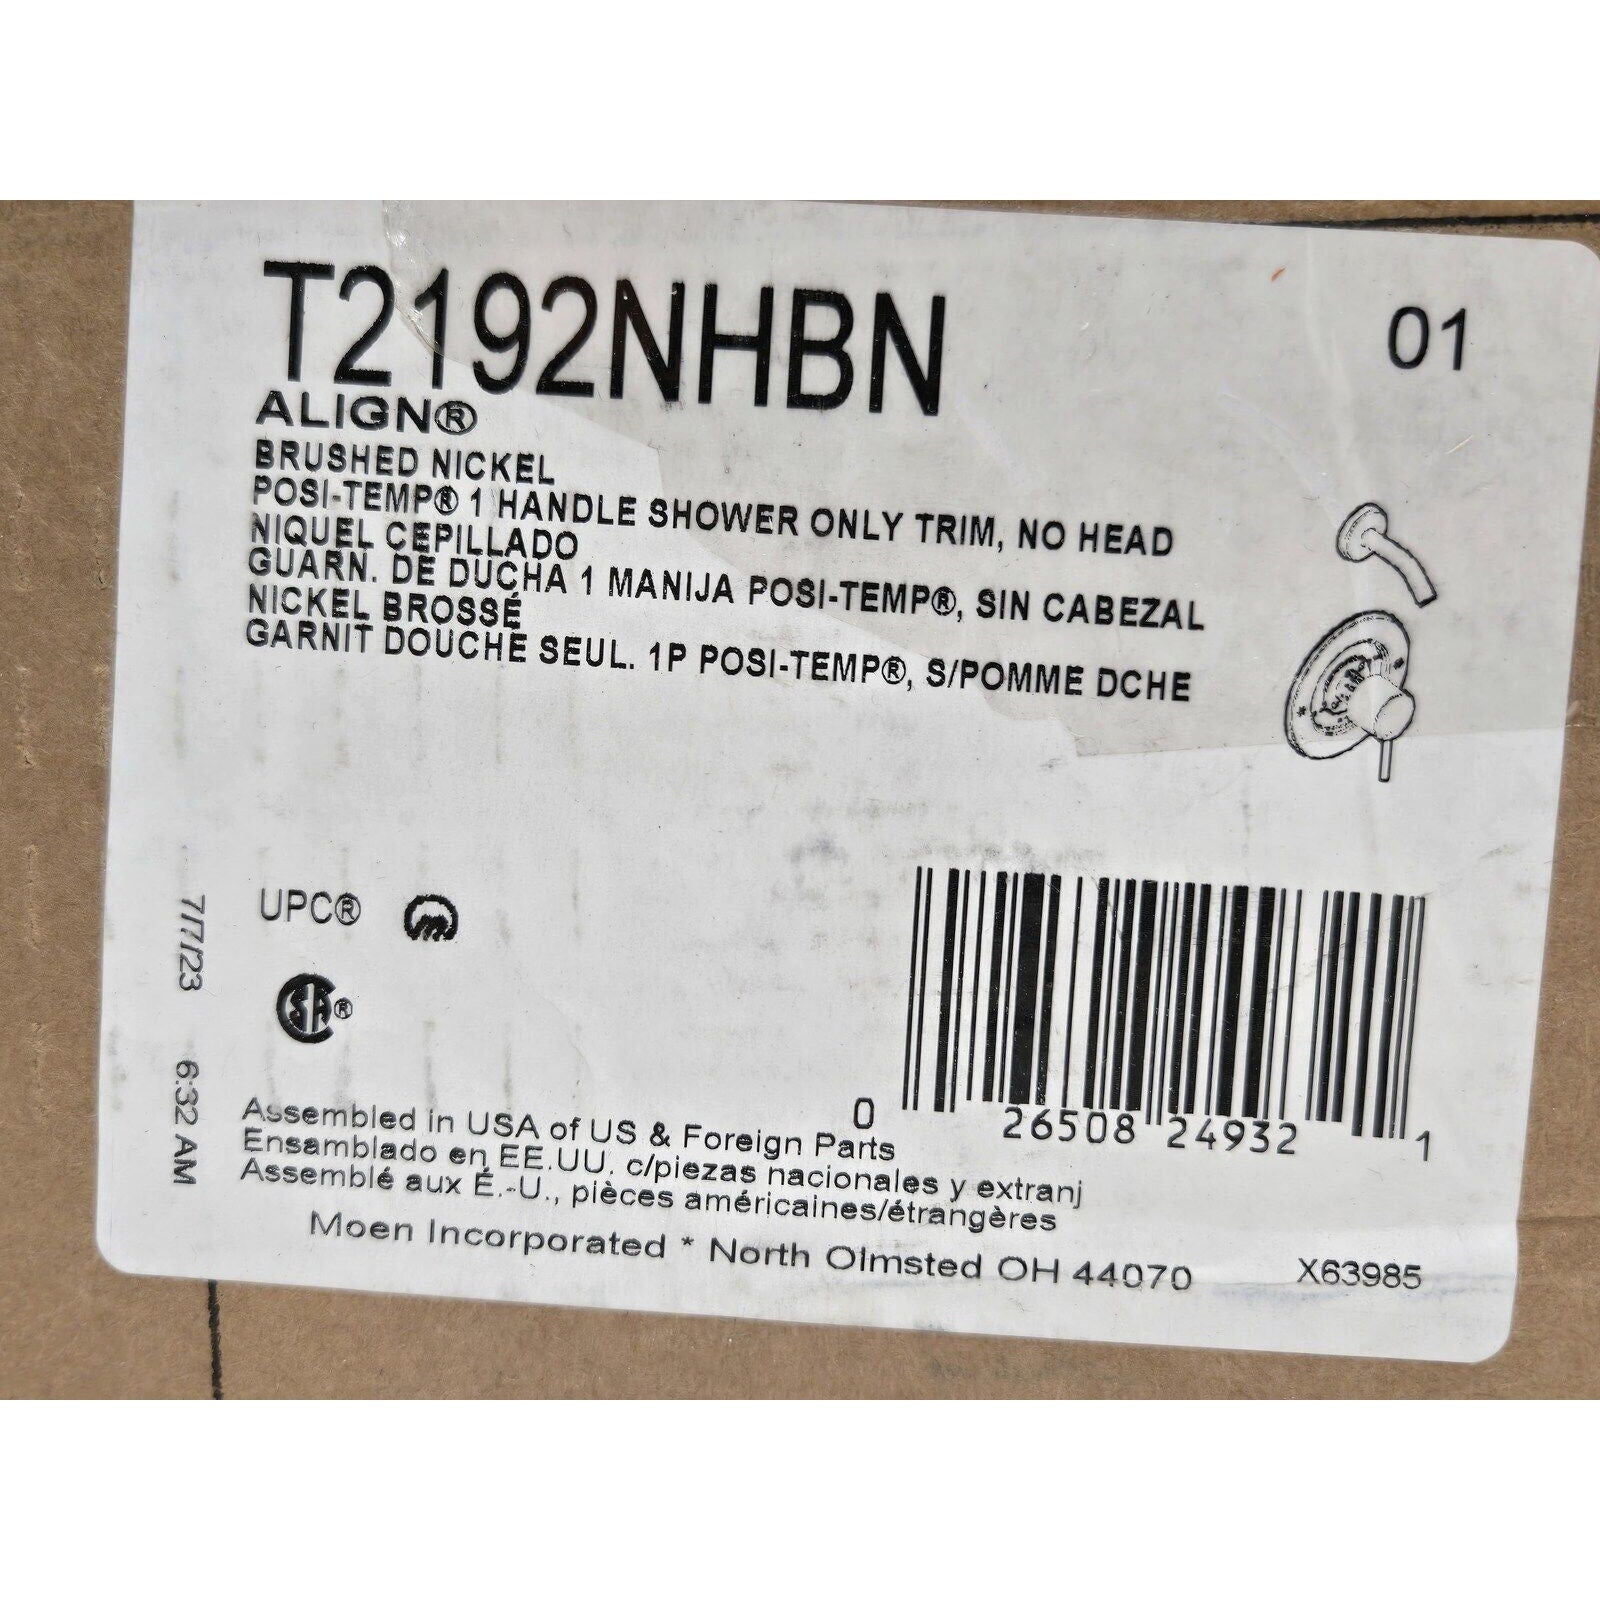 T2192NHBN
01
ALIGN®
BRUSHED NICKEL
POSI-TEMP® 1 HANDLE SHOWER ONLY TRIM, NO HEAD
NIQUEL CEPILLADO
GUARN. DE DUCHA 1 MANIJA POSI-TEMP®, SIN CABEZAL
NICKEL BROSSÉ
GARNIT DOUCHE SEUL. 1P POSI-TEMP®, S/POMME DCHE
7/7/23 6:32 AM
UPC®
SA®
0 26508 24932 1
Assembled in USA of US & Foreign Parts
Ensamblado en EE.UU. c/piezas nacionales y extranj
Assemblé aux É.-U., pièces américaines/étrangères
Moen Incorporated * North Olmsted OH 44070
X63985